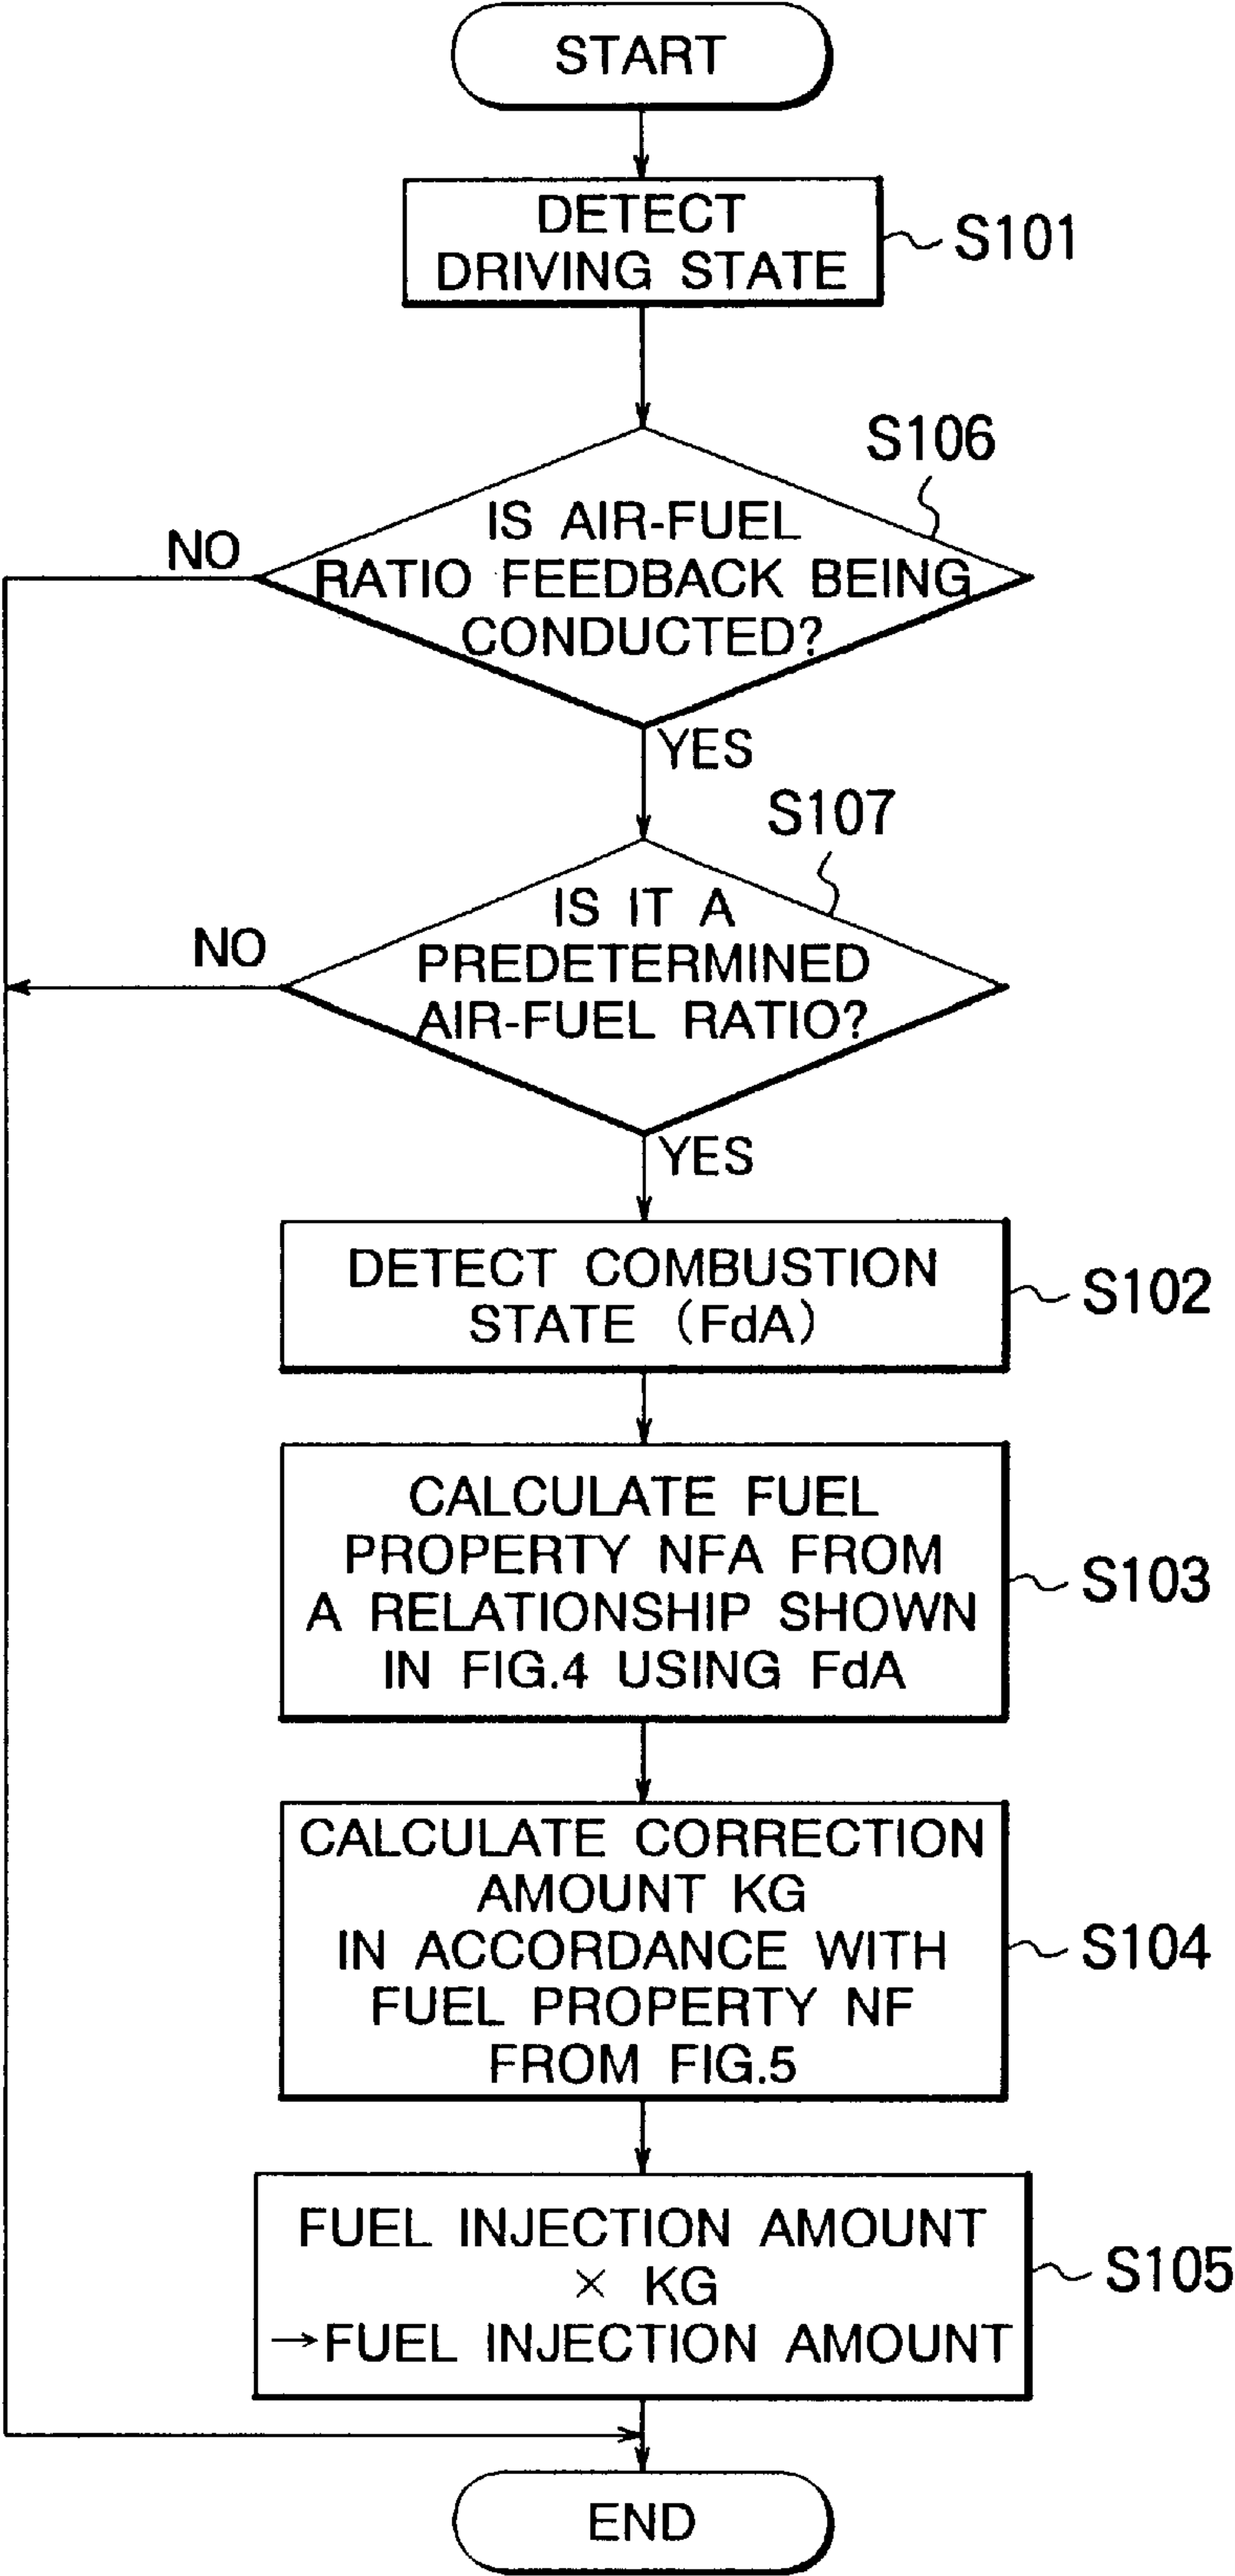 START
DETECT
DRIVING STATE
S101
S106
IS AIR-FUEL
RATIO FEEDBACK BEING
CONDUCTED?
NO
YES
S107
IS IT A
PREDETERMINED
AIR-FUEL RATIO?
NO
YES
DETECT COMBUSTION
STATE (FdA)
S102
CALCULATE FUEL
PROPERTY NFA FROM
A RELATIONSHIP SHOWN
IN FIG.4 USING FdA
S103
CALCULATE CORRECTION
AMOUNT KG
IN ACCORDANCE WITH
FUEL PROPERTY NF
FROM FIG.5
S104
FUEL INJECTION AMOUNT
× KG
→FUEL INJECTION AMOUNT
S105
END